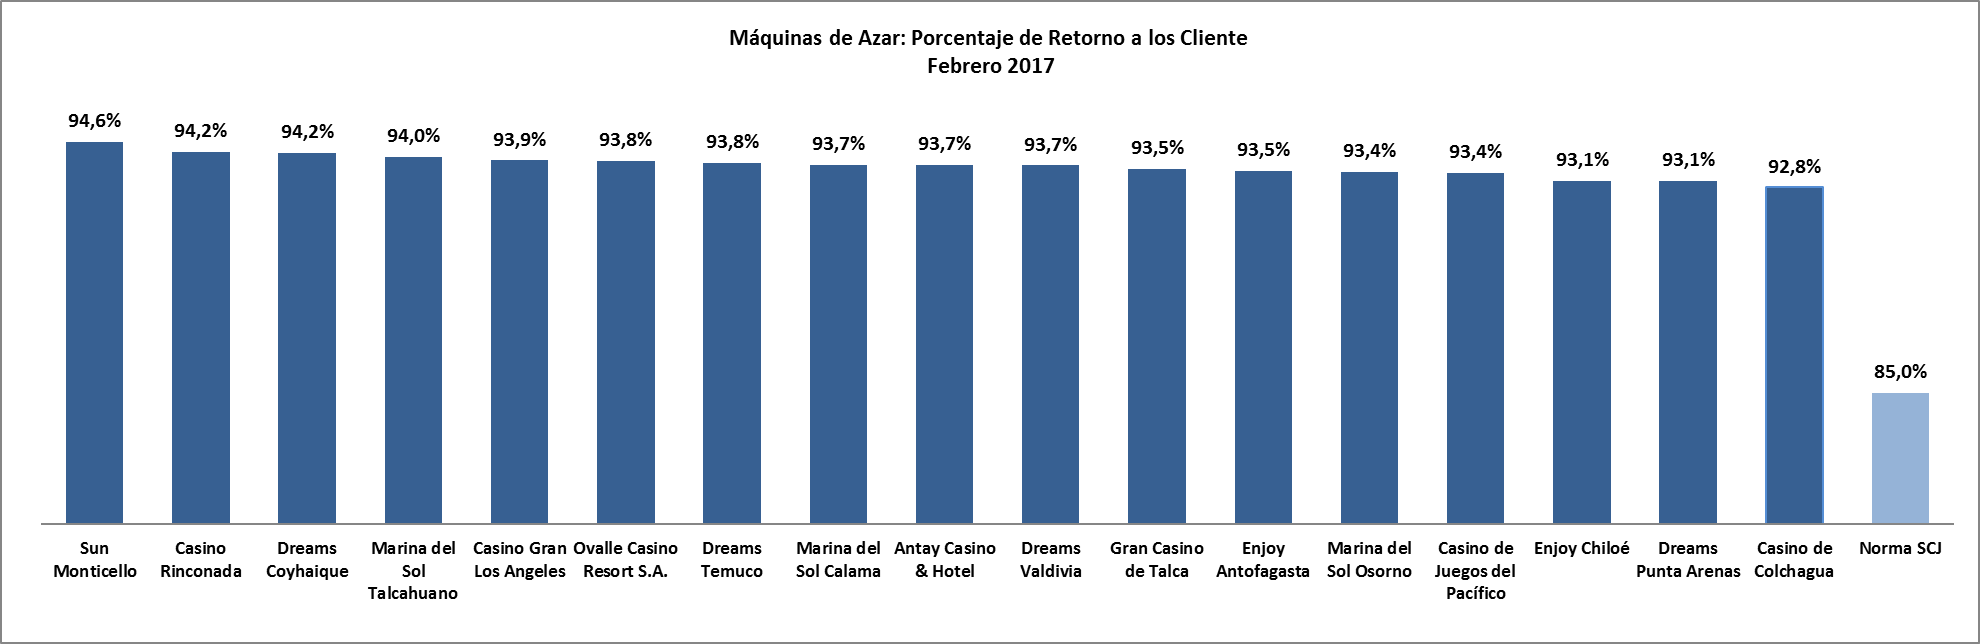 Máquinas de Azar: Porcentaje de Retorno a los Cliente
Febrero 2017
94,6%
94,2%
94,2%
94,0%
93,9%
93,8%
93,8%
93,7%
93,7%
93,7%
93,5%
93,5%
93,4%
93,4%
93,1%
93,1%
92,8%
85,0%
Sun
Monticello
Casino
Rinconada
Dreams
Coyhaique
Marina del
Sol
Talcahuano
Casino Gran
Los Angeles
Ovalle Casino
Resort S.A.
Dreams
Temuco
Marina del
Sol Calama
Antay Casino
& Hotel
Dreams
Valdivia
Gran Casino
de Talca
Enjoy
Antofagasta
Marina del
Sol Osorno
Casino de
Juegos del
Pacífico
Enjoy Chiloé
Dreams
Punta Arenas
Casino de
Colchagua
Norma SCJ